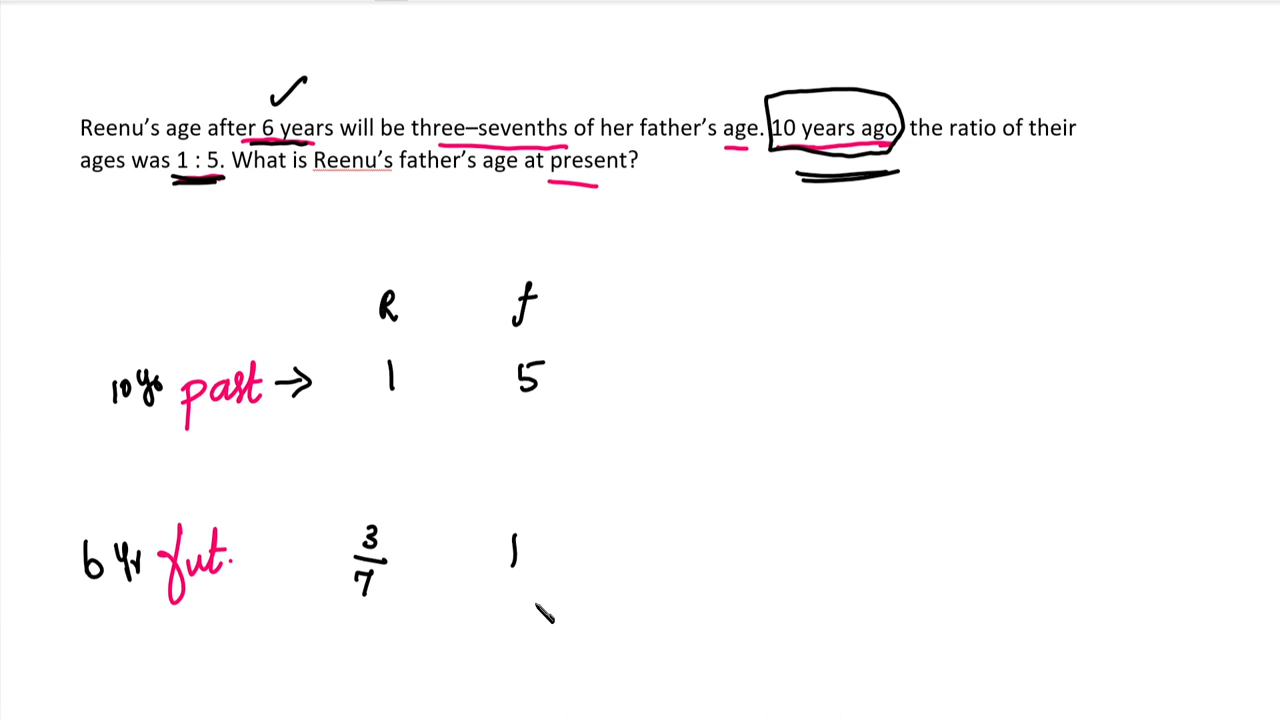 Reenu's age after 6 years will be three–sevenths of her father's age. 10 years ago the ratio of their
ages was 1 : 5. What is Reenu's father's age at present?
R f
10 yrs past → 1 5
6 yr fut. 3/7 1